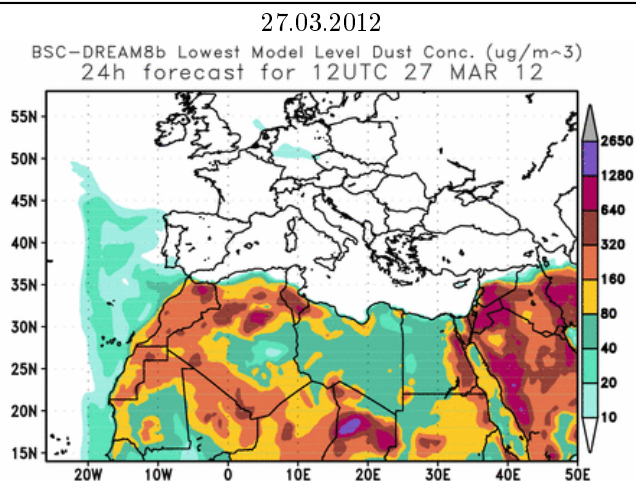 27.03.2012
BSC-DREAM8b Lowest Model Level Dust Conc. (ug/m^3)
24h forecast for 12UTC 27 MAR 12
55N
50N
45N
40N
35N
30N
25N
20N
15N
20W 10W 0 10E 20E 30E 40E 50E
2650
1280
640
320
160
80
40
20
10